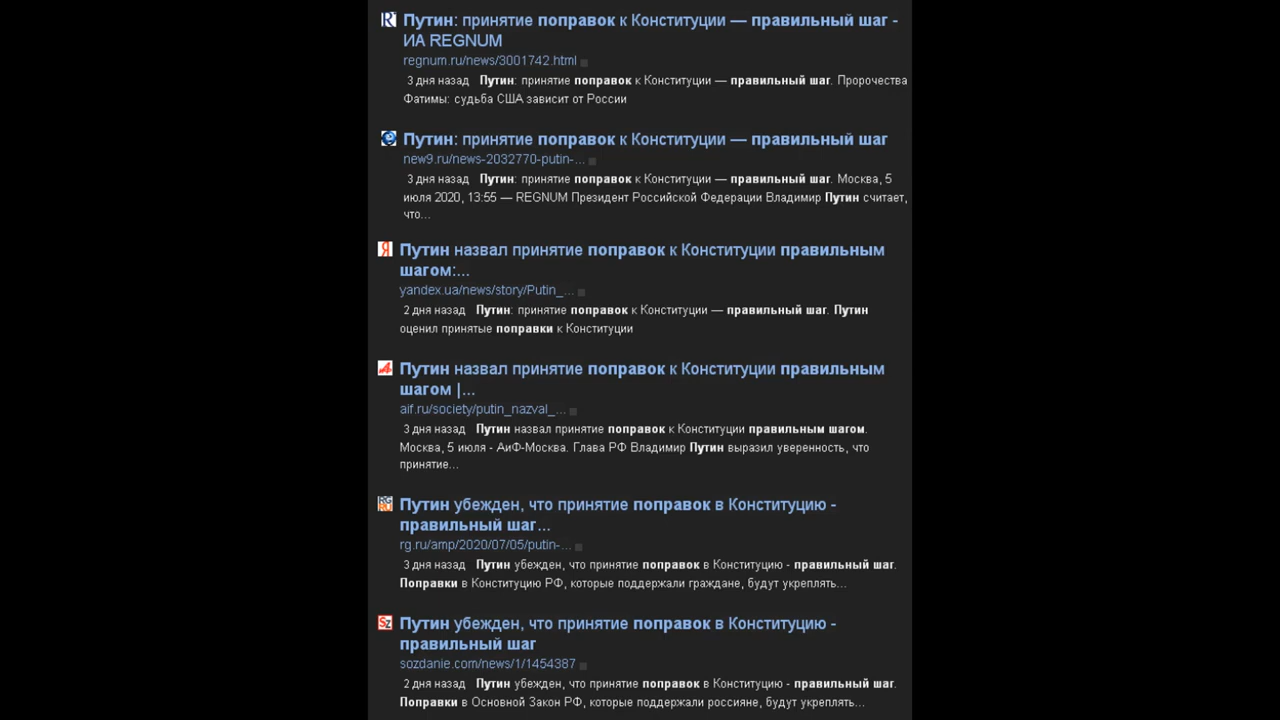 Путин: принятие поправок к Конституции — правильный шаг -
ИА REGNUM
regnum.ru/news/3001742.html
3 дня назад Путин: принятие поправок к Конституции — правильный шаг. Пророчества
Фатимы: судьба США зависит от России
Путин: принятие поправок к Конституции — правильный шаг
new9.ru/news-2032770-putin-...
3 дня назад Путин: принятие поправок к Конституции — правильный шаг. Москва, 5
июля 2020, 13:55 — REGNUM Президент Российской Федерации Владимир Путин считает,
что...
Я Путин назвал принятие поправок к Конституции правильным
шагом:...
yandex.ua/news/story/Putin_...
2 дня назад Путин: принятие поправок к Конституции — правильный шаг. Путин
оценил принятые поправки к Конституции
Путин назвал принятие поправок к Конституции правильным
шагом |...
aif.ru/society/putin_nazval_...
3 дня назад Путин назвал принятие поправок к Конституции правильным шагом.
Москва, 5 июля - АиФ-Москва. Глава РФ Владимир Путин выразил уверенность, что
принятие...
Путин убежден, что принятие поправок в Конституцию -
правильный шаг...
rg.ru/amp/2020/07/05/putin-...
3 дня назад Путин убежден, что принятие поправок в Конституцию - правильный шаг.
Поправки в Конституцию РФ, которые поддержали граждане, будут укреплять...
Sz Путин убежден, что принятие поправок в Конституцию -
правильный шаг
sozdanie.com/news/1/1454387
2 дня назад Путин убежден, что принятие поправок в Конституцию - правильный шаг.
Поправки в Основной Закон РФ, которые поддержали россияне, будут укреплять...